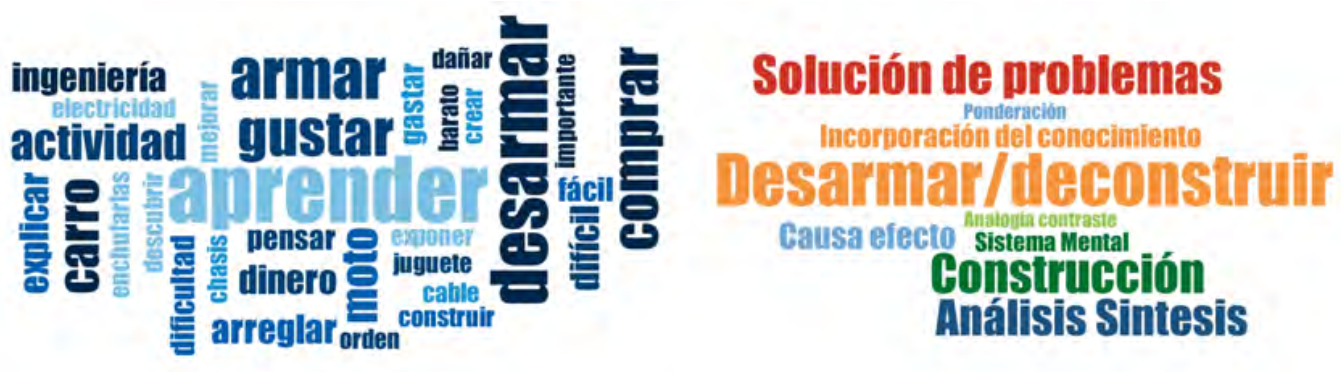 ingeniería
electricidad
actividad
mejorar
armar
gustar
gastar
dañar
barato
crear
desarmar
importante
comprar
aprender
explicar
carro
enchufarlas
descubrir
dificultad
chasis
pensar
dinero
arreglar
moto
orden
exponer
juguete
cable
construir
fácil
difícil
Solución de problemas
Ponderación
Incorporación del conocimiento
Desarmar/deconstruir
Analogía contraste
Causa efecto
Sistema Mental
Construcción
Análisis Sintesis